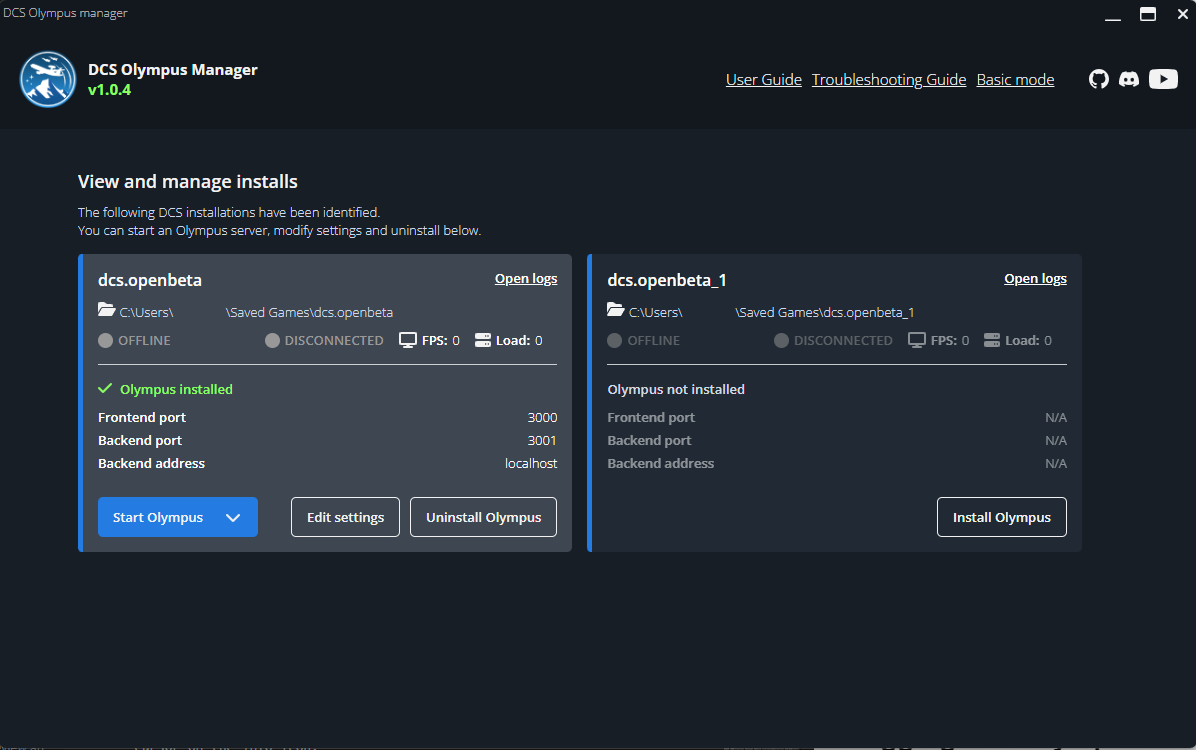 DCS Olympus manager
DCS Olympus Manager
v1.0.4
User Guide Troubleshooting Guide Basic mode
View and manage installs
The following DCS installations have been identified.
You can start an Olympus server, modify settings and uninstall below.
dcs.openbeta Open logs
C:\Users\ \Saved Games\dcs.openbeta
OFFLINE DISCONNECTED FPS: 0 Load: 0
Olympus installed
Frontend port 3000
Backend port 3001
Backend address localhost
Start Olympus Edit settings Uninstall Olympus
dcs.openbeta_1 Open logs
C:\Users\ \Saved Games\dcs.openbeta_1
OFFLINE DISCONNECTED FPS: 0 Load: 0
Olympus not installed
Frontend port N/A
Backend port N/A
Backend address N/A
Install Olympus